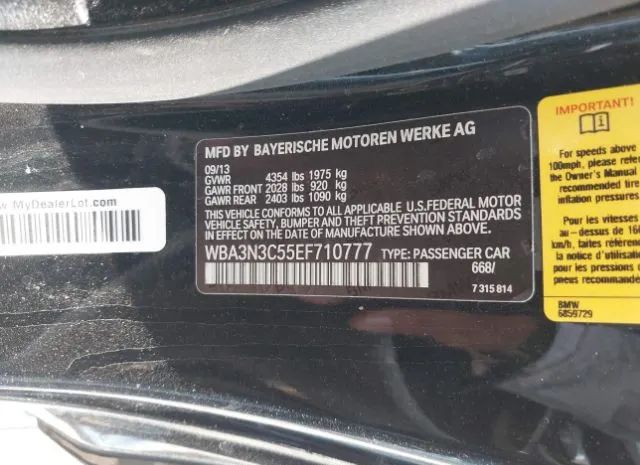 MyDealerLot.com
MFD BY BAYERISCHE MOTOREN WERKE AG
09/13
GVWR 4354 lbs 1975 kg
GAWR FRONT 2028 lbs 920 kg
GAWR REAR 2403 lbs 1090 kg
THIS VEHICLE CONFORMS TO ALL APPLICABLE U.S.FEDERAL MOTOR
VEHICLE SAFETY, BUMPER AND THEFT PREVENTION STANDARDS IN
EFFECT ON THE DATE OF MANUFACTURE SHOWN ABOVE.
WBA3N3C55EF710777 TYPE: PASSENGER CAR
668/
7 315 814
IMPORTANT!
For speeds above
100mph, please refer
the Owner's Manual
recommended
inflation pressures
Pour les vitesses
au-dessus de
km/h, faites référence
la notice d'utilisation
pour les pressions
pneus
BMW
6859729